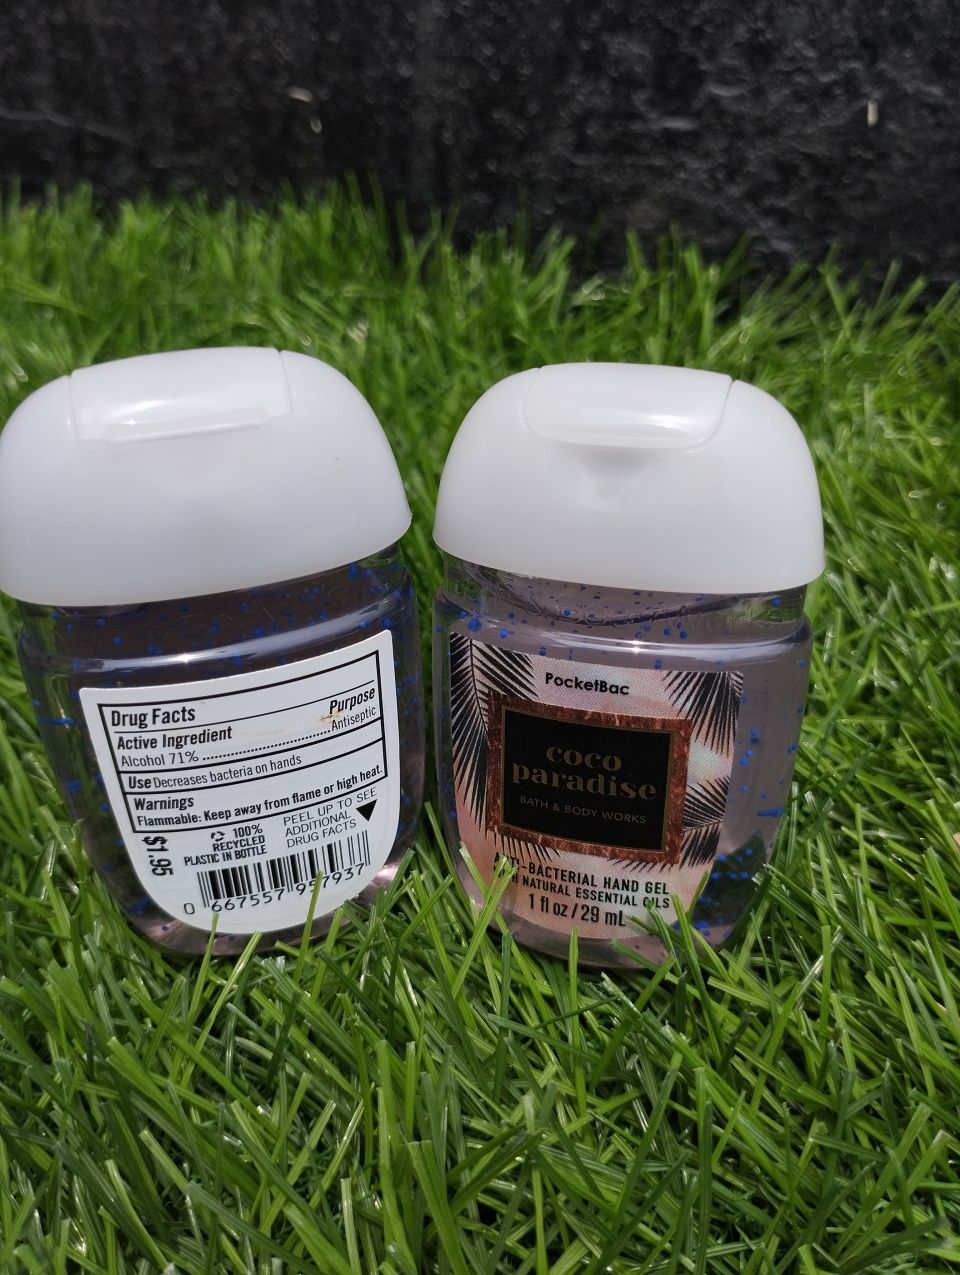 Drug Facts
Active Ingredient Purpose
Alcohol 71% ........................ Antiseptic
Use Decreases bacteria on hands
Warnings
Flammable: Keep away from flame or high heat.
100%
RECYCLED
PLASTIC IN BOTTLE
PEEL UP TO SEE
ADDITIONAL
DRUG FACTS
$1.95
0 667557 957937
PocketBac
coco
paradise
BATH & BODY WORKS
-BACTERIAL HAND GEL
NATURAL ESSENTIAL OILS
1 fl oz / 29 mL